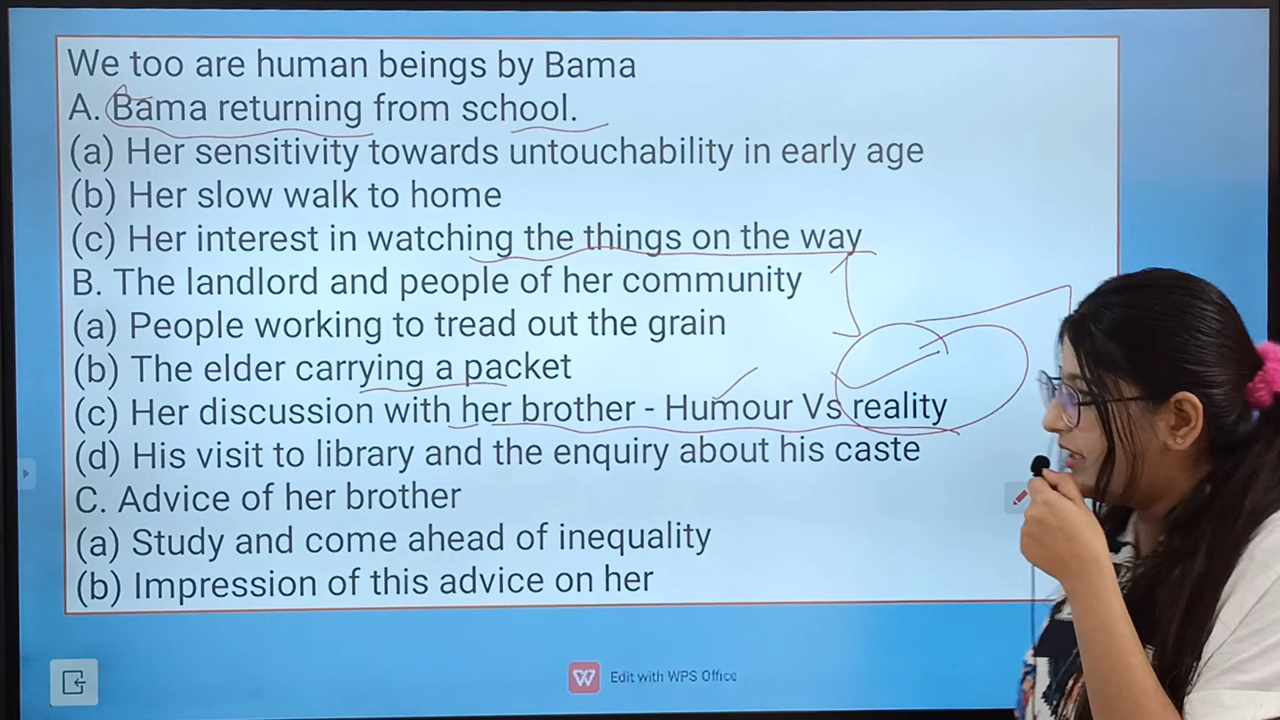 We too are human beings by Bama
A. Bama returning from school.
(a) Her sensitivity towards untouchability in early age
(b) Her slow walk to home
(c) Her interest in watching the things on the way
B. The landlord and people of her community
(a) People working to tread out the grain
(b) The elder carrying a packet
(c) Her discussion with her brother - Humour Vs reality
(d) His visit to library and the enquiry about his caste
C. Advice of her brother
(a) Study and come ahead of inequality
(b) Impression of this advice on her
Edit with WPS Office